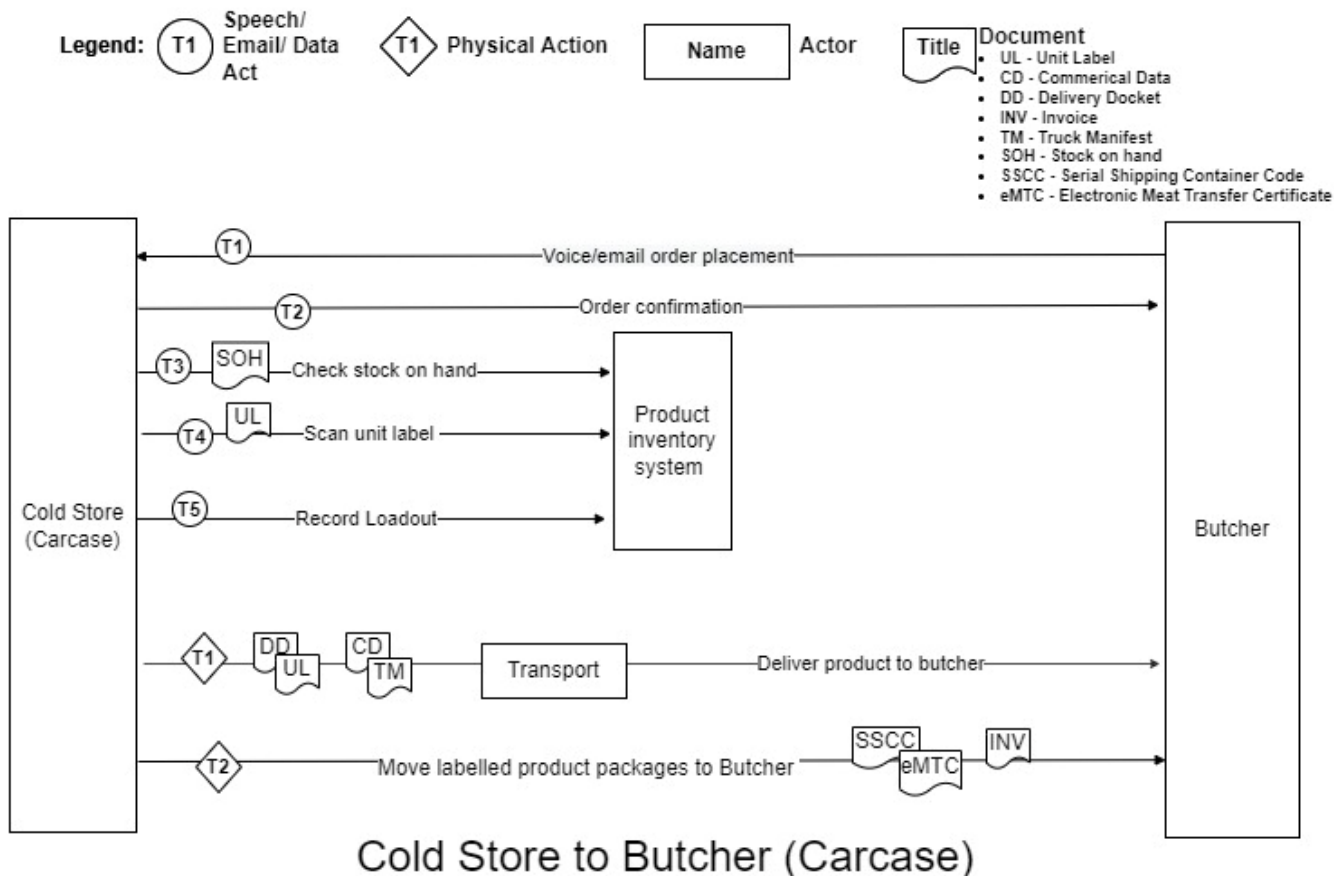 Legend:
T1
Speech/
Email/ Data
Act
T1
Physical Action
Name
Actor
Title
Document
• UL - Unit Label
• CD - Commerical Data
• DD - Delivery Docket
• INV - Invoice
• TM - Truck Manifest
• SOH - Stock on hand
• SSCC - Serial Shipping Container Code
• eMTC - Electronic Meat Transfer Certificate
T1
Voice/email order placement
T2
Order confirmation
T3
SOH
Check stock on hand
T4
UL
Scan unit label
T5
Record Loadout
Product
inventory
system
Cold Store
(Carcase)
Butcher
T1
DD
UL
CD
TM
Transport
Deliver product to butcher
T2
Move labelled product packages to Butcher
SSCC
eMTC
INV
Cold Store to Butcher (Carcase)